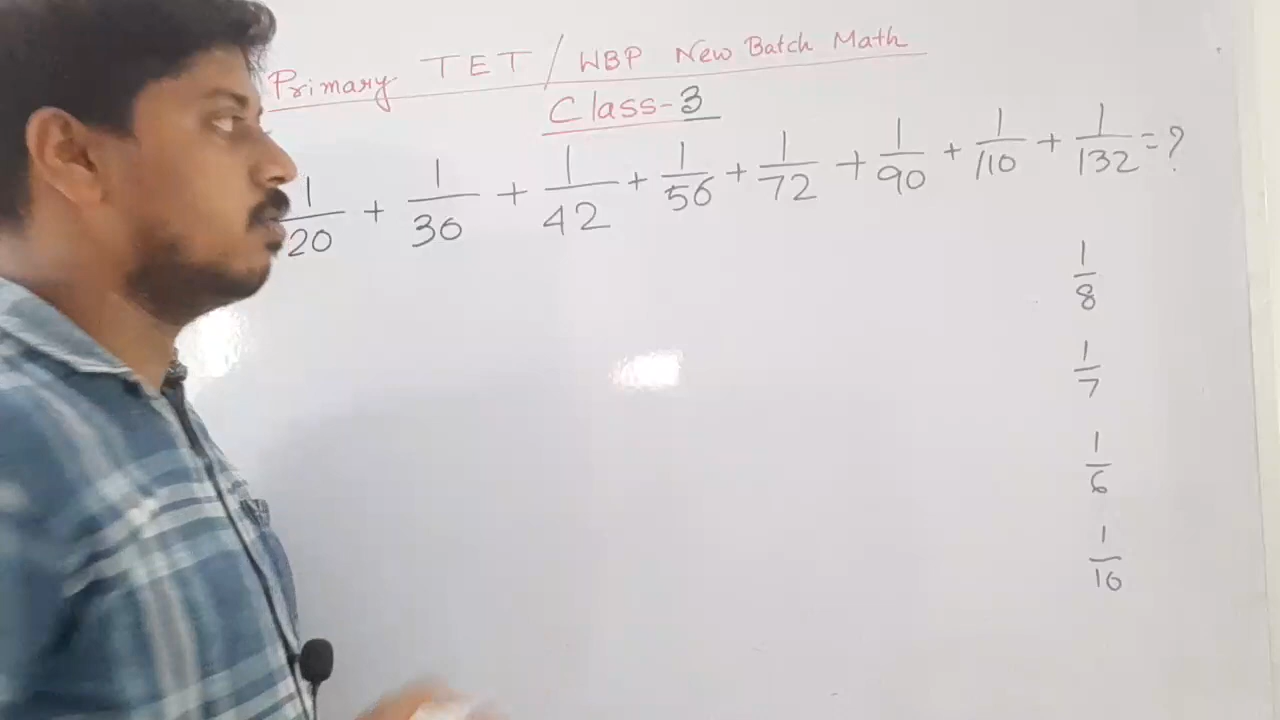 Primary TET / WBP New Batch Math
Class-3
1/20 + 1/30 + 1/42 + 1/56 + 1/72 + 1/90 + 1/110 + 1/132 = ?
1/8
1/7
1/6
1/10